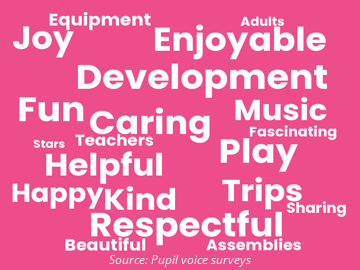 Equipment
Adults
Joy
Enjoyable
Development
Fun
Caring
Music
Fascinating
Stars
Teachers
Play
Helpful
Happy
Kind
Trips
Sharing
Respectful
Beautiful
Assemblies
Source: Pupil voice surveys